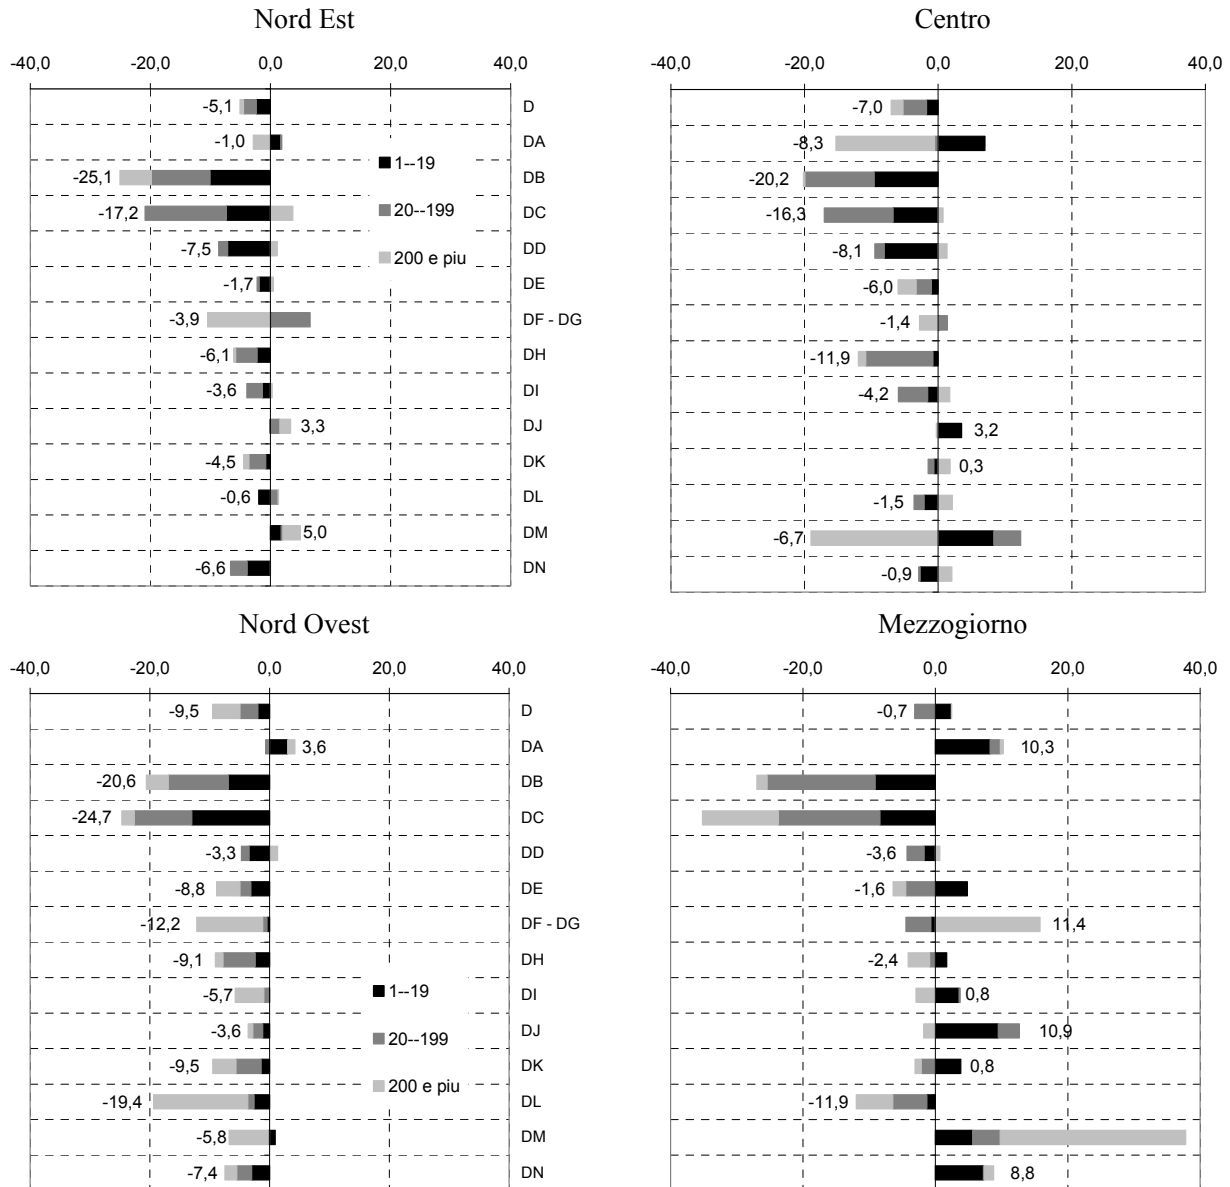 Nord Est
-40,0 -20,0 0,0 20,0 40,0
-5,1 D
-1,0 DA
1--19
-25,1 DB
-17,2 DC
20--199
-7,5 DD
200 e piu
-1,7 DE
-3,9 DF - DG
-6,1 DH
-3,6 DI
3,3 DJ
-4,5 DK
-0,6 DL
5,0 DM
-6,6 DN
Centro
-40,0 -20,0 0,0 20,0 40,0
-7,0
-8,3
-20,2
-16,3
-8,1
-6,0
-1,4
-11,9
-4,2
3,2
0,3
-1,5
-6,7
-0,9
Nord Ovest
-40,0 -20,0 0,0 20,0 40,0
-9,5 D
3,6 DA
-20,6 DB
-24,7 DC
-3,3 DD
-8,8 DE
-12,2 DF - DG
-9,1 DH
1--19
-5,7 DI
-3,6 DJ
20--199
-9,5 DK
200 e piu
-19,4 DL
-5,8 DM
-7,4 DN
Mezzogiorno
-40,0 -20,0 0,0 20,0 40,0
-0,7
10,3
-3,6
-1,6
11,4
-2,4
0,8
10,9
0,8
-11,9
8,8